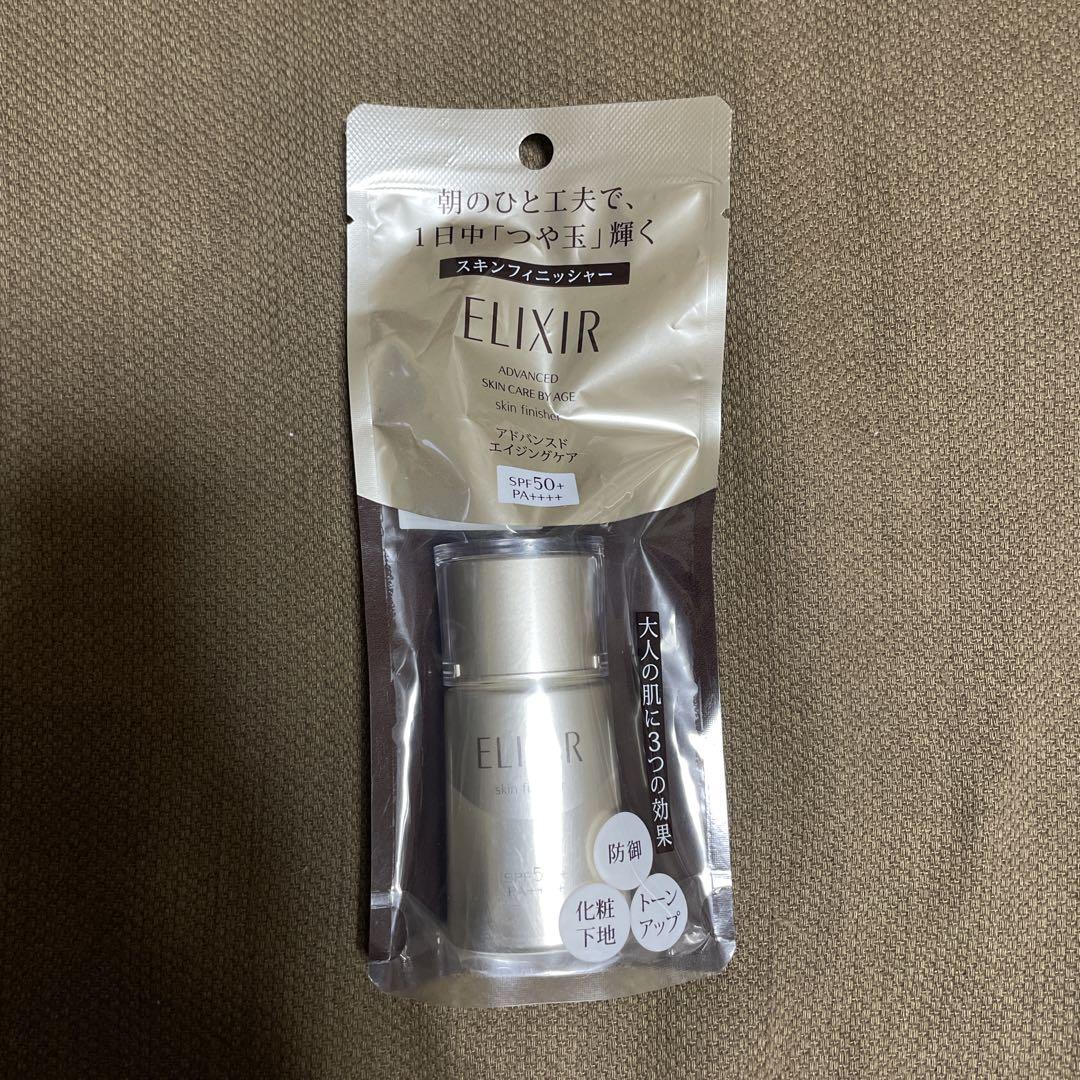 朝のひと工夫で、
1日中「つや玉」輝く
スキンフィニッシャー
ELIXIR
ADVANCED
SKIN CARE BY AGE
skin finisher
アドバンスド
エイジングケア
SPF50+
PA++++
大人の肌に3つの効果
ELIXIR
skin
防御
化粧
下地
トーン
アップ